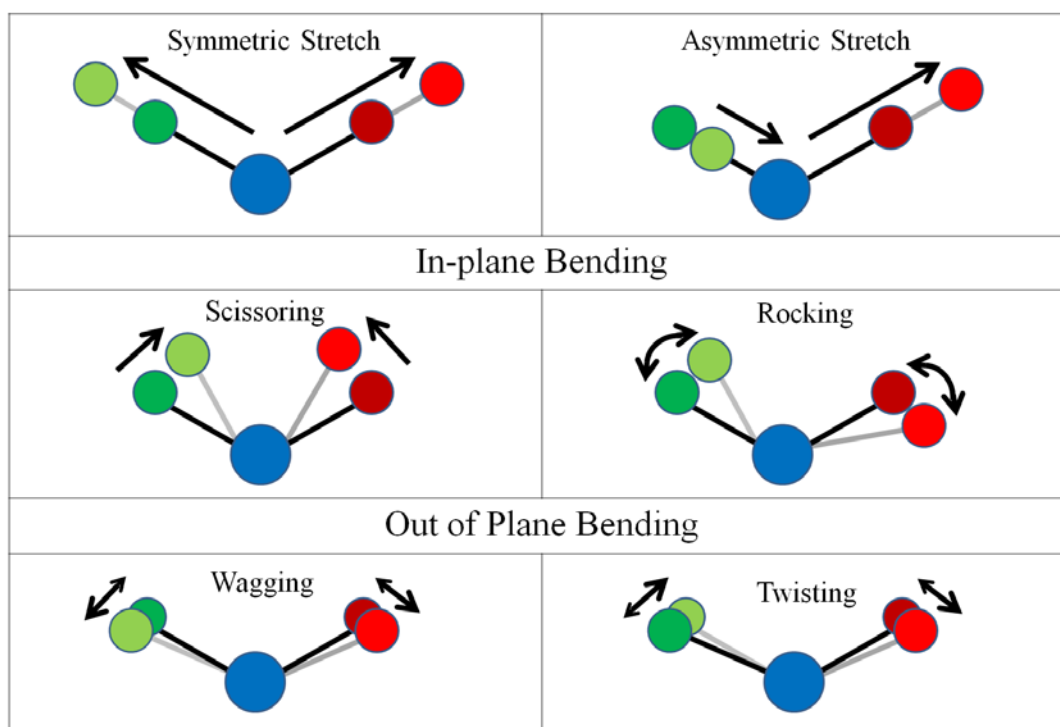 Symmetric Stretch
Asymmetric Stretch
In-plane Bending
Scissoring
Rocking
Out of Plane Bending
Wagging
Twisting